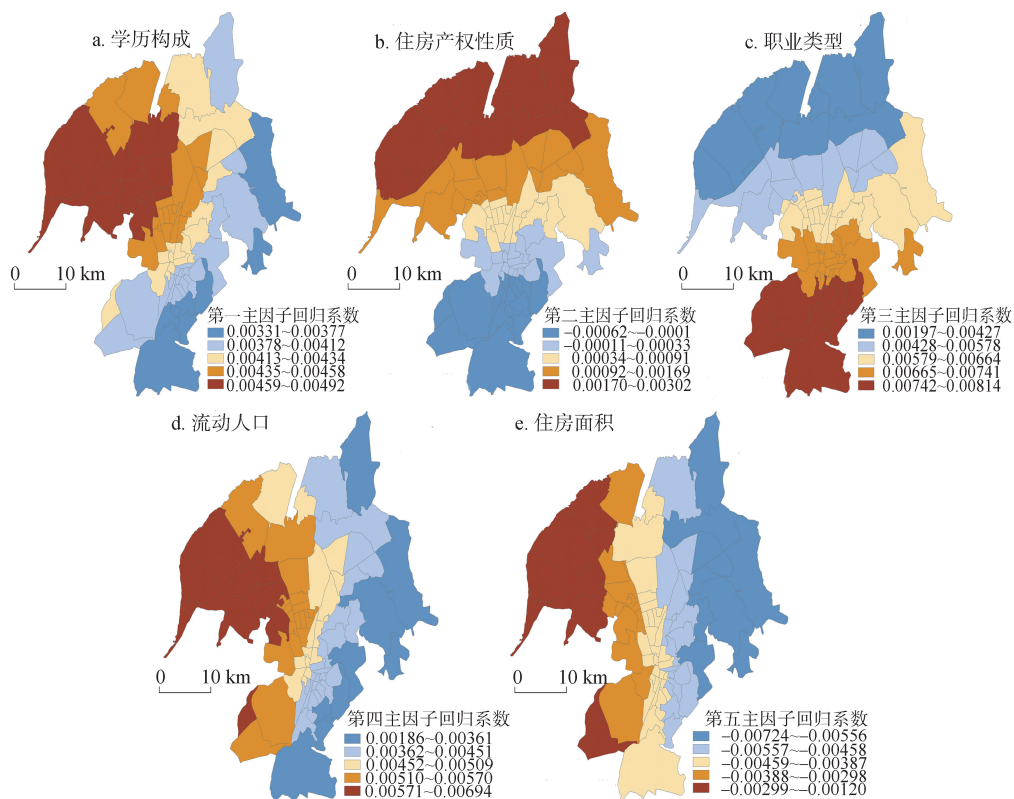 a. 学历构成
b. 住房产权性质
c. 职业类型
0 10 km
第一主因子回归系数
0.00331~0.00377
0.00378~0.00412
0.00413~0.00434
0.00435~0.00458
0.00459~0.00492
0 10 km
第二主因子回归系数
−0.00062~−0.0001
−0.00011~0.00033
0.00034~0.00091
0.00092~0.00169
0.00170~0.00302
0 10 km
第三主因子回归系数
0.00197~0.00427
0.00428~0.00578
0.00579~0.00664
0.00665~0.00741
0.00742~0.00814
d. 流动人口
e. 住房面积
0 10 km
第四主因子回归系数
0.00186~0.00361
0.00362~0.00451
0.00452~0.00509
0.00510~0.00570
0.00571~0.00694
0 10 km
第五主因子回归系数
−0.00724~−0.00556
−0.00557~−0.00458
−0.00459~−0.00387
−0.00388~−0.00298
−0.00299~−0.00120